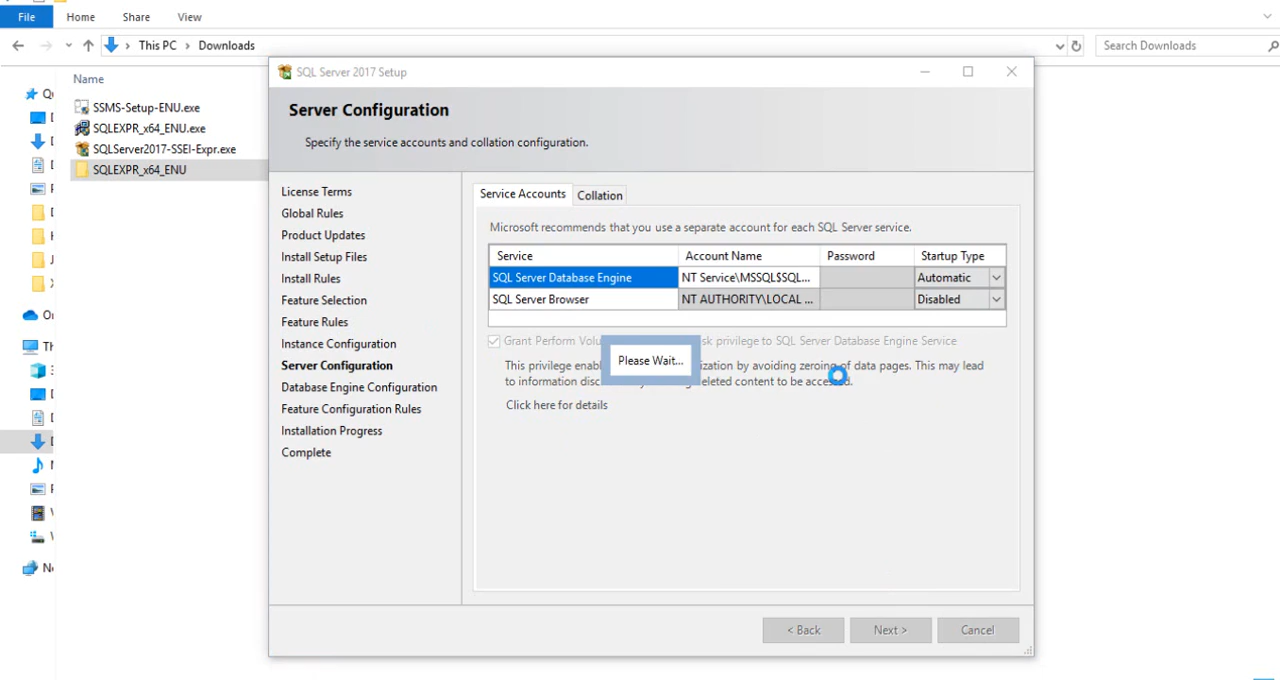 File Home Share View
This PC › Downloads
Search Downloads
Name
SSMS-Setup-ENU.exe
SQLEXPR_x64_ENU.exe
SQLServer2017-SSEI-Expr.exe
SQLEXPR_x64_ENU
SQL Server 2017 Setup
Server Configuration
Specify the service accounts and collation configuration.
License Terms
Global Rules
Product Updates
Install Setup Files
Install Rules
Feature Selection
Feature Rules
Instance Configuration
Server Configuration
Database Engine Configuration
Feature Configuration Rules
Installation Progress
Complete
Service Accounts Collation
Microsoft recommends that you use a separate account for each SQL Server service.
Service Account Name Password Startup Type
SQL Server Database Engine NT Service\MSSQL$SQL... Automatic
SQL Server Browser NT AUTHORITY\LOCAL ... Disabled
Grant Perform Volu sk privilege to SQL Server Database Engine Service
Please Wait...
This privilege enabl ization by avoiding zeroing of data pages. This may lead
to information disc deleted content to be accessed.
Click here for details
< Back Next > Cancel